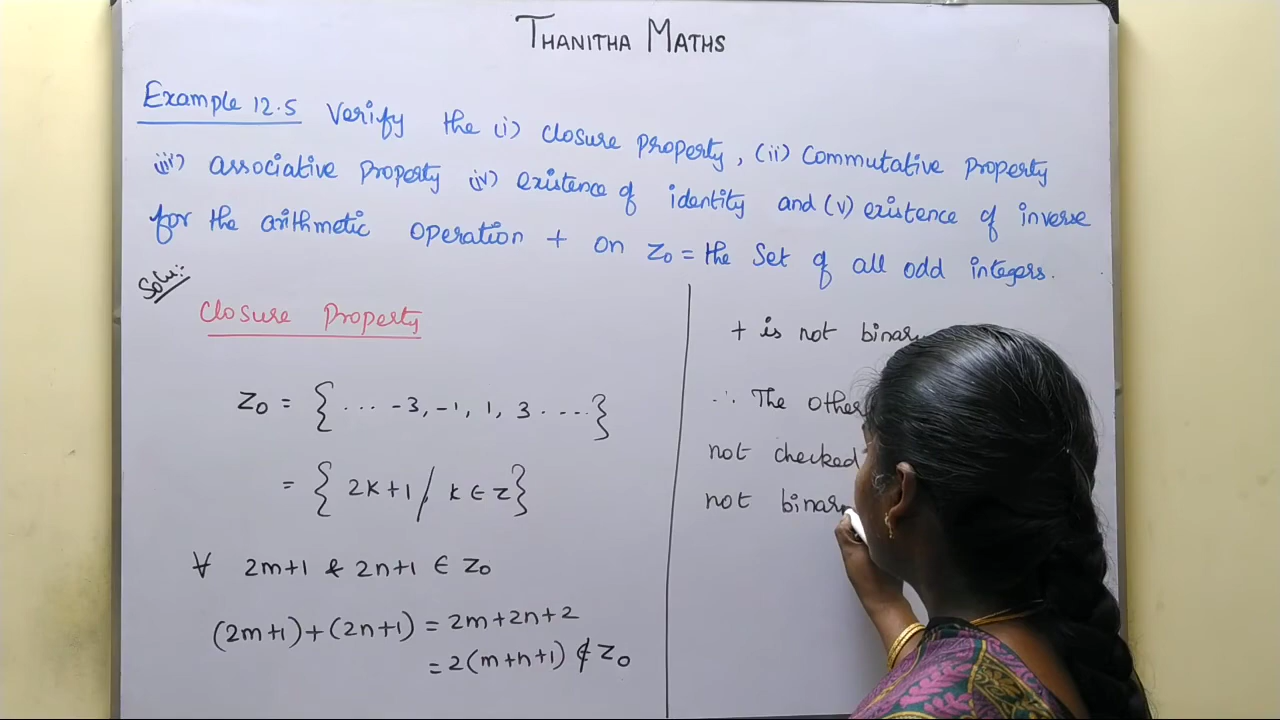 THANITHA MATHS
Example 12.5 Verify the (i) closure property, (ii) Commutative Property
(iii) associative Property (iv) existence of identity and (v) existence of inverse
for the arithmetic operation + on Z₀ = the Set of all odd integers.
Solu:
Closure Property
Z₀ = { ... -3, -1, 1, 3 .... }
= { 2k+1 / k ∈ Z }
∀ 2m+1 & 2n+1 ∈ Z₀
(2m+1)+(2n+1) = 2m+2n+2
= 2(m+n+1) ∉ Z₀
+ is not
∴ The
not checked
not